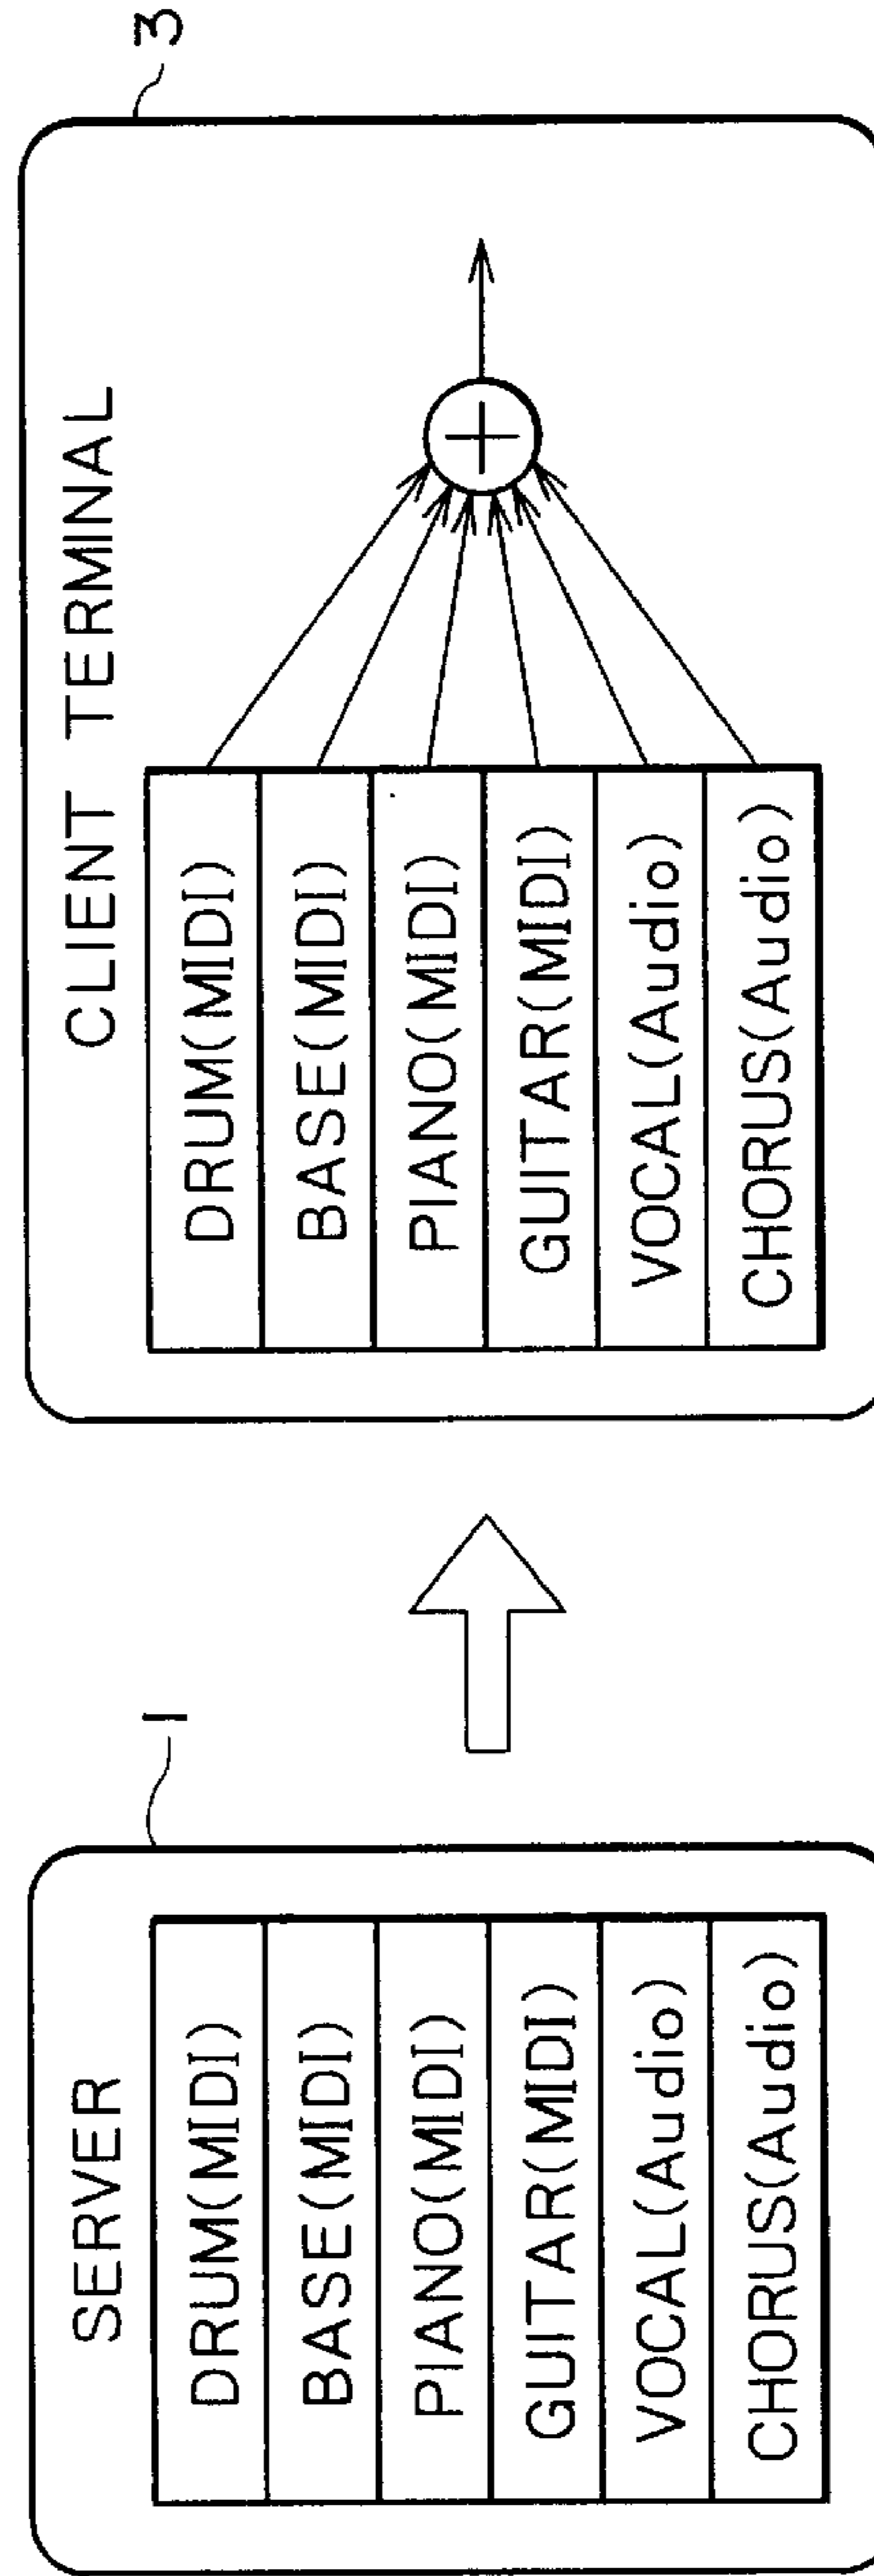 SERVER
1
DRUM(MIDI)
BASE(MIDI)
PIANO(MIDI)
GUITAR(MIDI)
VOCAL(Audio)
CHORUS(Audio)
CLIENT TERMINAL
3
DRUM(MIDI)
BASE(MIDI)
PIANO(MIDI)
GUITAR(MIDI)
VOCAL(Audio)
CHORUS(Audio)
+